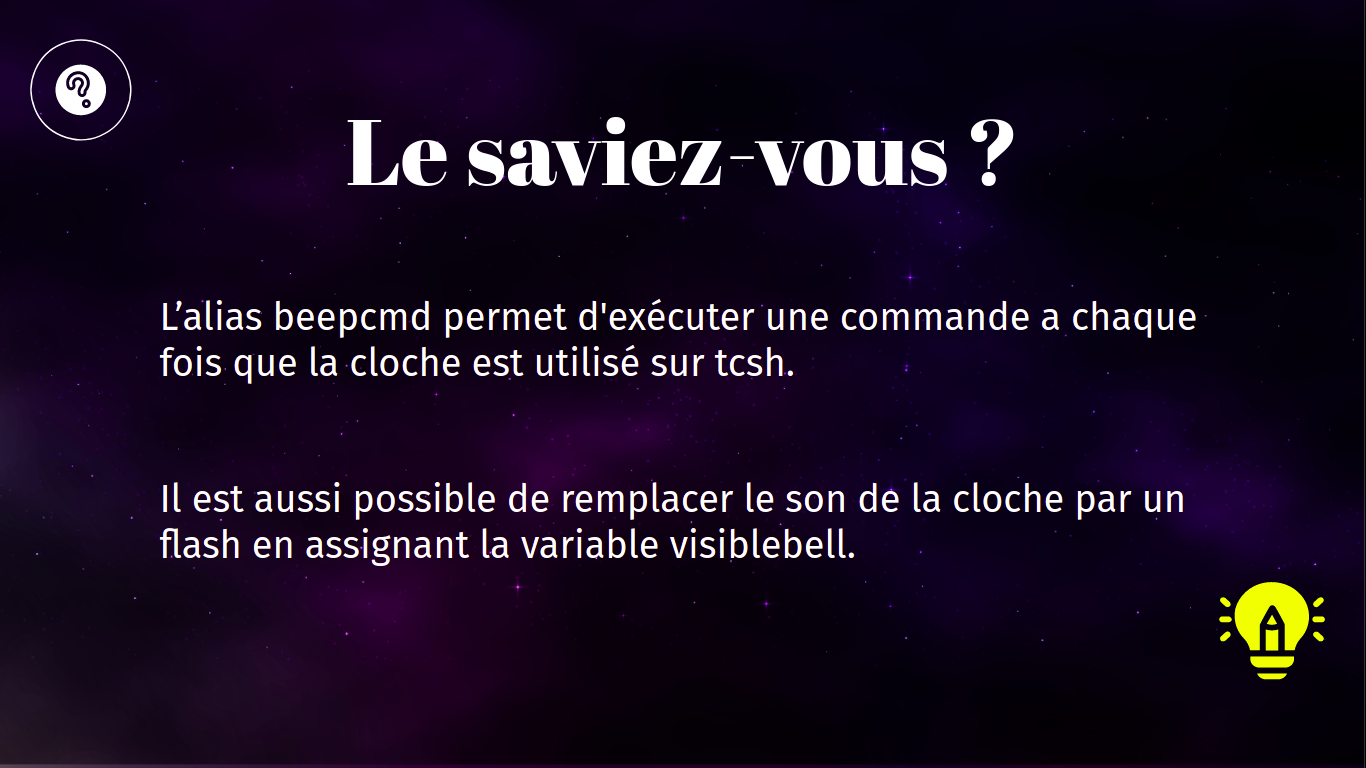 Le saviez-vous ?
L’alias beepcmd permet d'exécuter une commande a chaque
fois que la cloche est utilisé sur tcsh.
Il est aussi possible de remplacer le son de la cloche par un
flash en assignant la variable visiblebell.